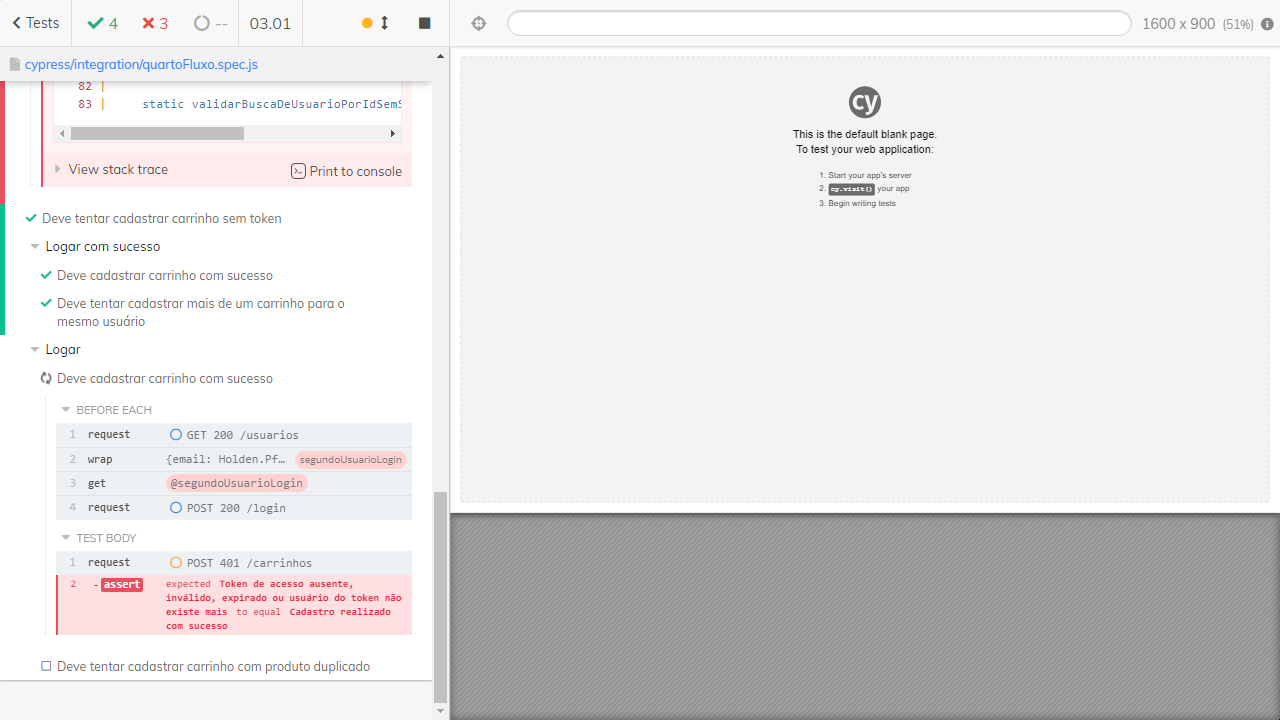 Tests
4
3
--
03.01
1600 x 900 (51%)
cypress/integration/quartoFluxo.spec.js
82 |
83 | static validarBuscaDeUsuarioPorIdSemS
View stack trace
Print to console
Deve tentar cadastrar carrinho sem token
Logar com sucesso
Deve cadastrar carrinho com sucesso
Deve tentar cadastrar mais de um carrinho para o
mesmo usuário
Logar
Deve cadastrar carrinho com sucesso
BEFORE EACH
1 request GET 200 /usuarios
2 wrap {email: Holden.Pf… segundoUsuarioLogin
3 get @segundoUsuarioLogin
4 request POST 200 /login
TEST BODY
1 request POST 401 /carrinhos
2 -assert expected Token de acesso ausente,
inválido, expirado ou usuário do token não
existe mais to equal Cadastro realizado
com sucesso
Deve tentar cadastrar carrinho com produto duplicado
cy
This is the default blank page.
To test your web application:
1. Start your app's server
2. cy.visit() your app
3. Begin writing tests